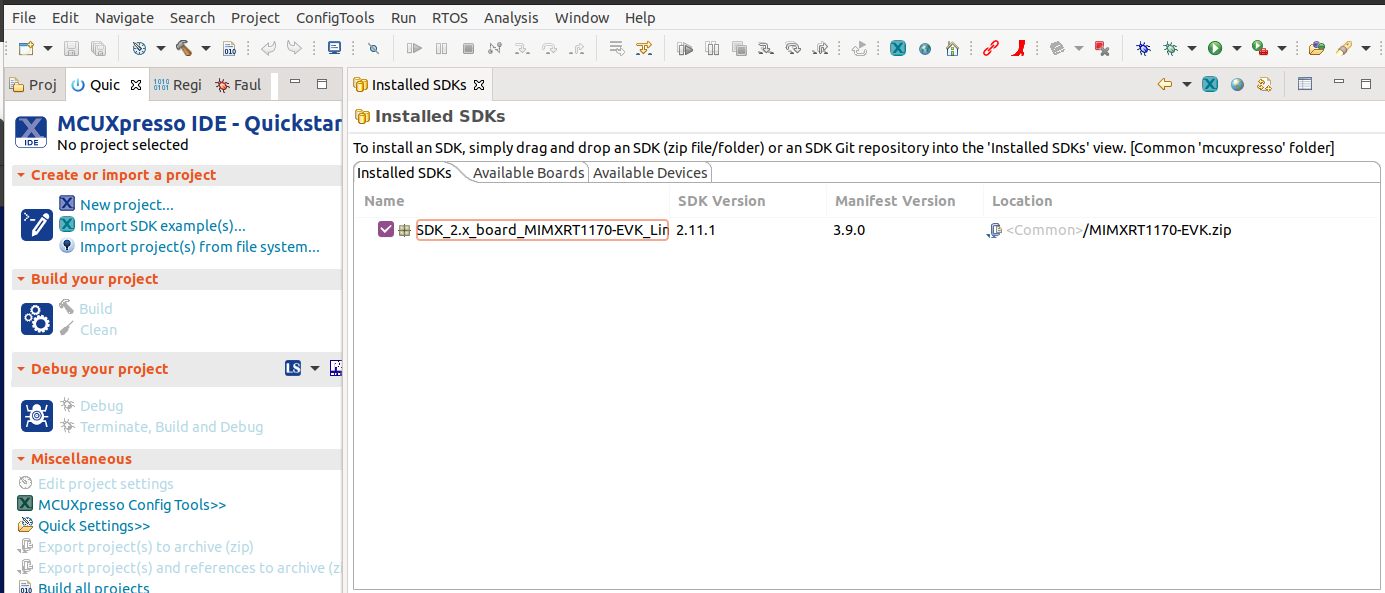 File Edit Navigate Search Project ConfigTools Run RTOS Analysis Window Help
Proj Quic Regi Faul
IDE
MCUXpresso IDE - Quickstar
No project selected
Create or import a project
New project...
Import SDK example(s)...
Import project(s) from file system...
Build your project
Build
Clean
Debug your project LS
Debug
Terminate, Build and Debug
Miscellaneous
Edit project settings
MCUXpresso Config Tools>>
Quick Settings>>
Export project(s) to archive (zip)
Export project(s) and references to archive (z
Build all projects
Installed SDKs
Installed SDKs
To install an SDK, simply drag and drop an SDK (zip file/folder) or an SDK Git repository into the 'Installed SDKs' view. [Common 'mcuxpresso' folder]
Installed SDKs Available Boards Available Devices
Name SDK Version Manifest Version Location
SDK_2.x_board_MIMXRT1170-EVK_Lin 2.11.1 3.9.0 <Common>/MIMXRT1170-EVK.zip